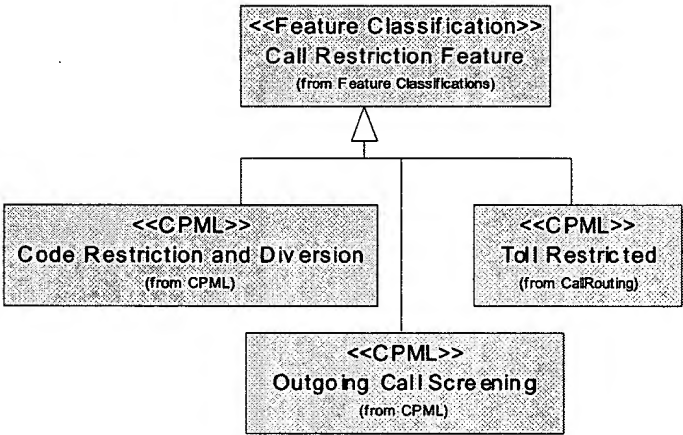 <<Feature Classification>>
Call Restriction Feature
(from Feature Classifications)
<<CPML>>
Code Restriction and Diversion
(from CPML)
<<CPML>>
Toll Restricted
(from CallRouting)
<<CPML>>
Outgoing Call Screening
(from CPML)